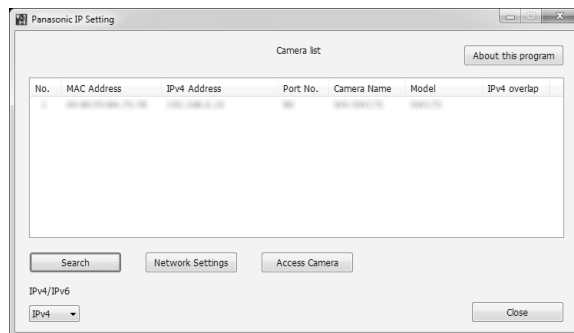 Panasonic IP Setting
Camera list
About this program
No. MAC Address IPv4 Address Port No. Camera Name Model IPv4 overlap
Search Network Settings Access Camera
IPv4/IPv6
IPv4
Close